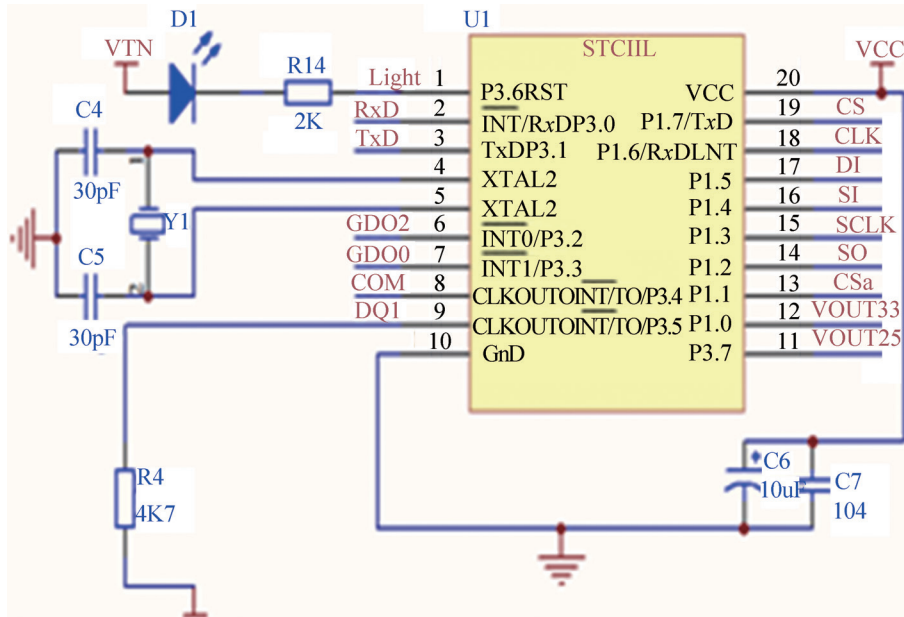 D1
U1
VTN
STCIIL
VCC
R14
2K
Light 1
RxD 2
TxD 3
4
5
GDO2 6
GDO0 7
COM 8
DQ1 9
10
P3.6RST
INT/RxDP3.0
TxDP3.1
XTAL2
XTAL2
INT0/P3.2
INT1/P3.3
CLKOUTOINT/TO/P3.4
CLKOUTOINT/TO/P3.5
GnD
VCC
P1.7/TxD
P1.6/RxDLNT
P1.5
P1.4
P1.3
P1.2
P1.1
P1.0
P3.7
20
19 CS
18 CLK
17 DI
16 SI
15 SCLK
14 SO
13 CSa
12 VOUT33
11 VOUT25
C4
30pF
1
Y1
2
C5
30pF
R4
4K7
C6
10uF
C7
104